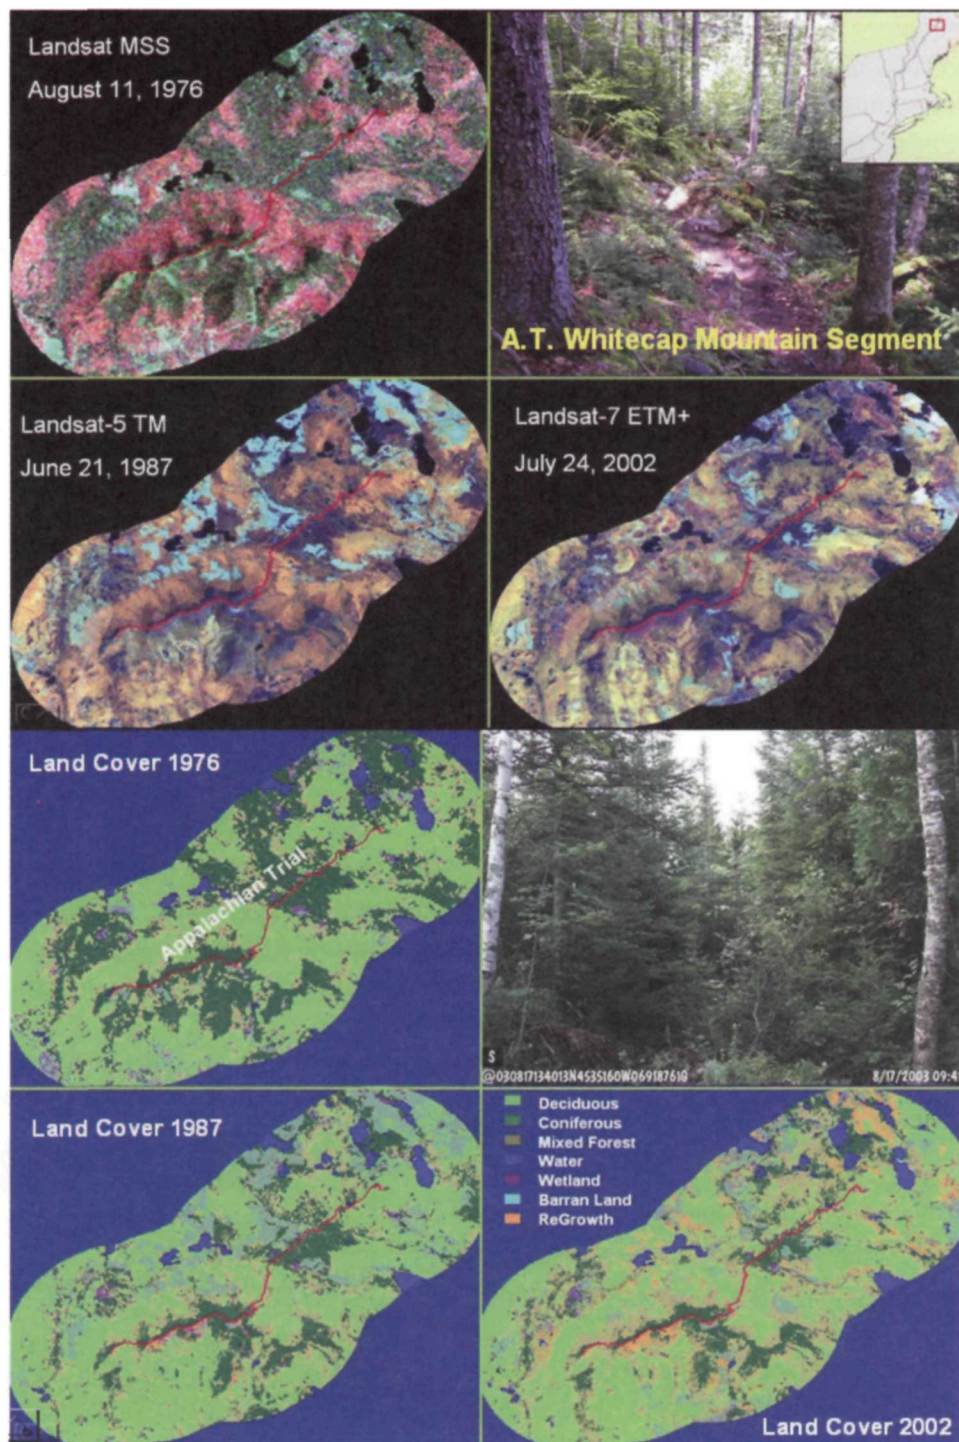 Landsat MSS
August 11, 1976
A.T. Whitecap Mountain Segment
Landsat-5 TM
June 21, 1987
Landsat-7 ETM+
July 24, 2002
Land Cover 1976
Appalachian Trial
S
@030817134013N4535160W06918761G
8/17/2003 09:4
Land Cover 1987
Deciduous
Coniferous
Mixed Forest
Water
Wetland
Barran Land
ReGrowth
Land Cover 2002